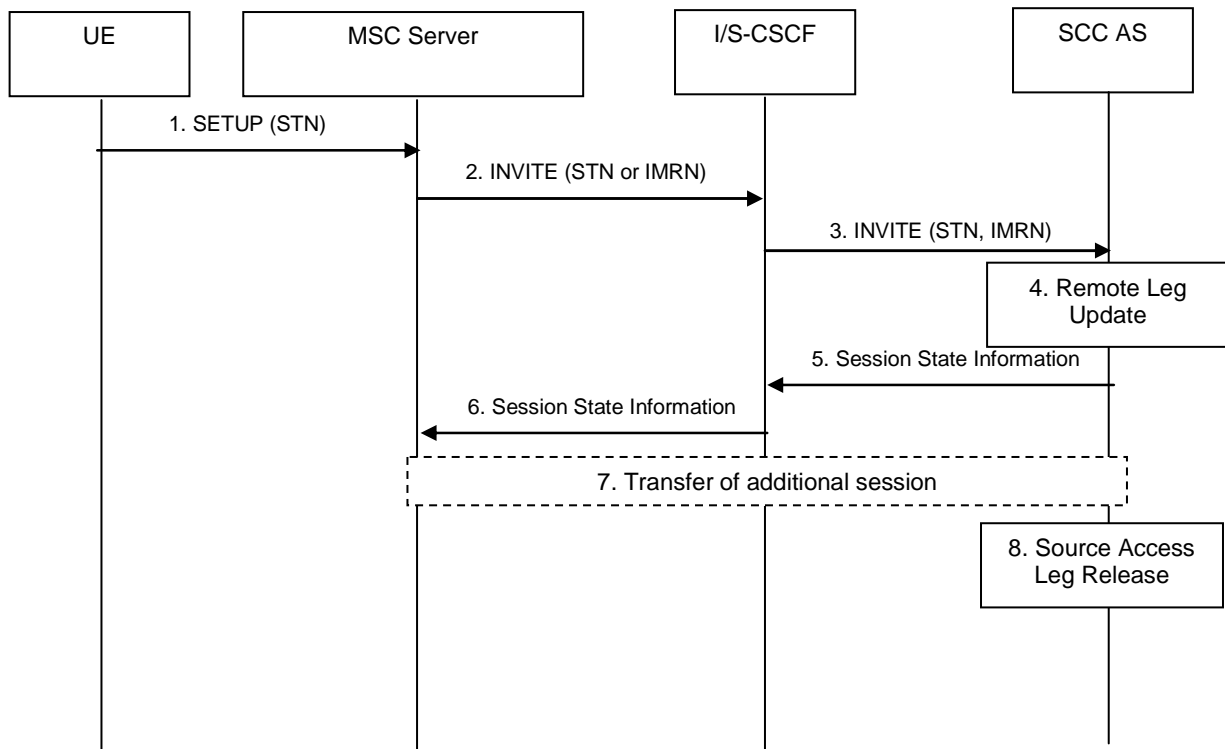 UE
MSC Server
I/S-CSCF
SCC AS
1. SETUP (STN)
2. INVITE (STN or IMRN)
3. INVITE (STN, IMRN)
4. Remote Leg
Update
5. Session State Information
6. Session State Information
7. Transfer of additional session
8. Source Access
Leg Release